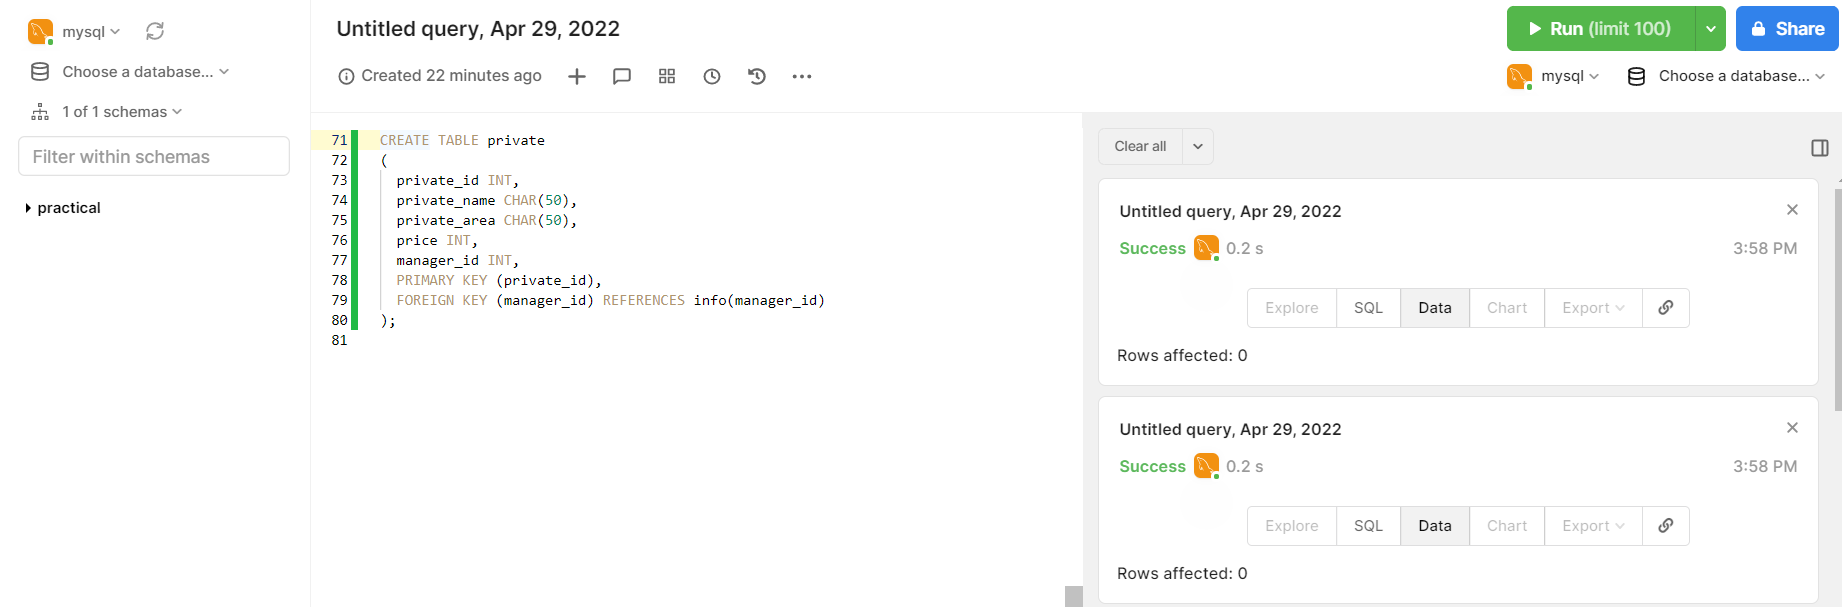 mysql
Choose a database...
1 of 1 schemas
Filter within schemas
practical
Untitled query, Apr 29, 2022
Created 22 minutes ago
Run (limit 100)
Share
mysql
Choose a database...
71 CREATE TABLE private
72 (
73 private_id INT,
74 private_name CHAR(50),
75 private_area CHAR(50),
76 price INT,
77 manager_id INT,
78 PRIMARY KEY (private_id),
79 FOREIGN KEY (manager_id) REFERENCES info(manager_id)
80 );
81
Clear all
Untitled query, Apr 29, 2022
Success 0.2 s 3:58 PM
Explore SQL Data Chart Export
Rows affected: 0
Untitled query, Apr 29, 2022
Success 0.2 s 3:58 PM
Explore SQL Data Chart Export
Rows affected: 0